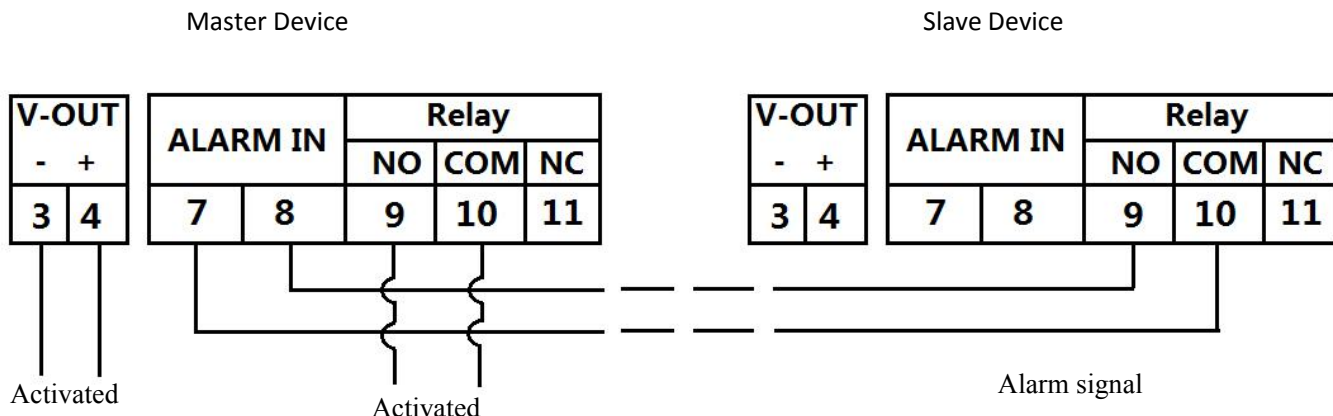 Master Device
Slave Device
V-OUT
- +
3 4
ALARM IN
Relay
NO COM NC
7 8 9 10 11
V-OUT
- +
3 4
ALARM IN
Relay
NO COM NC
7 8 9 10 11
Activated
Activated
Alarm signal